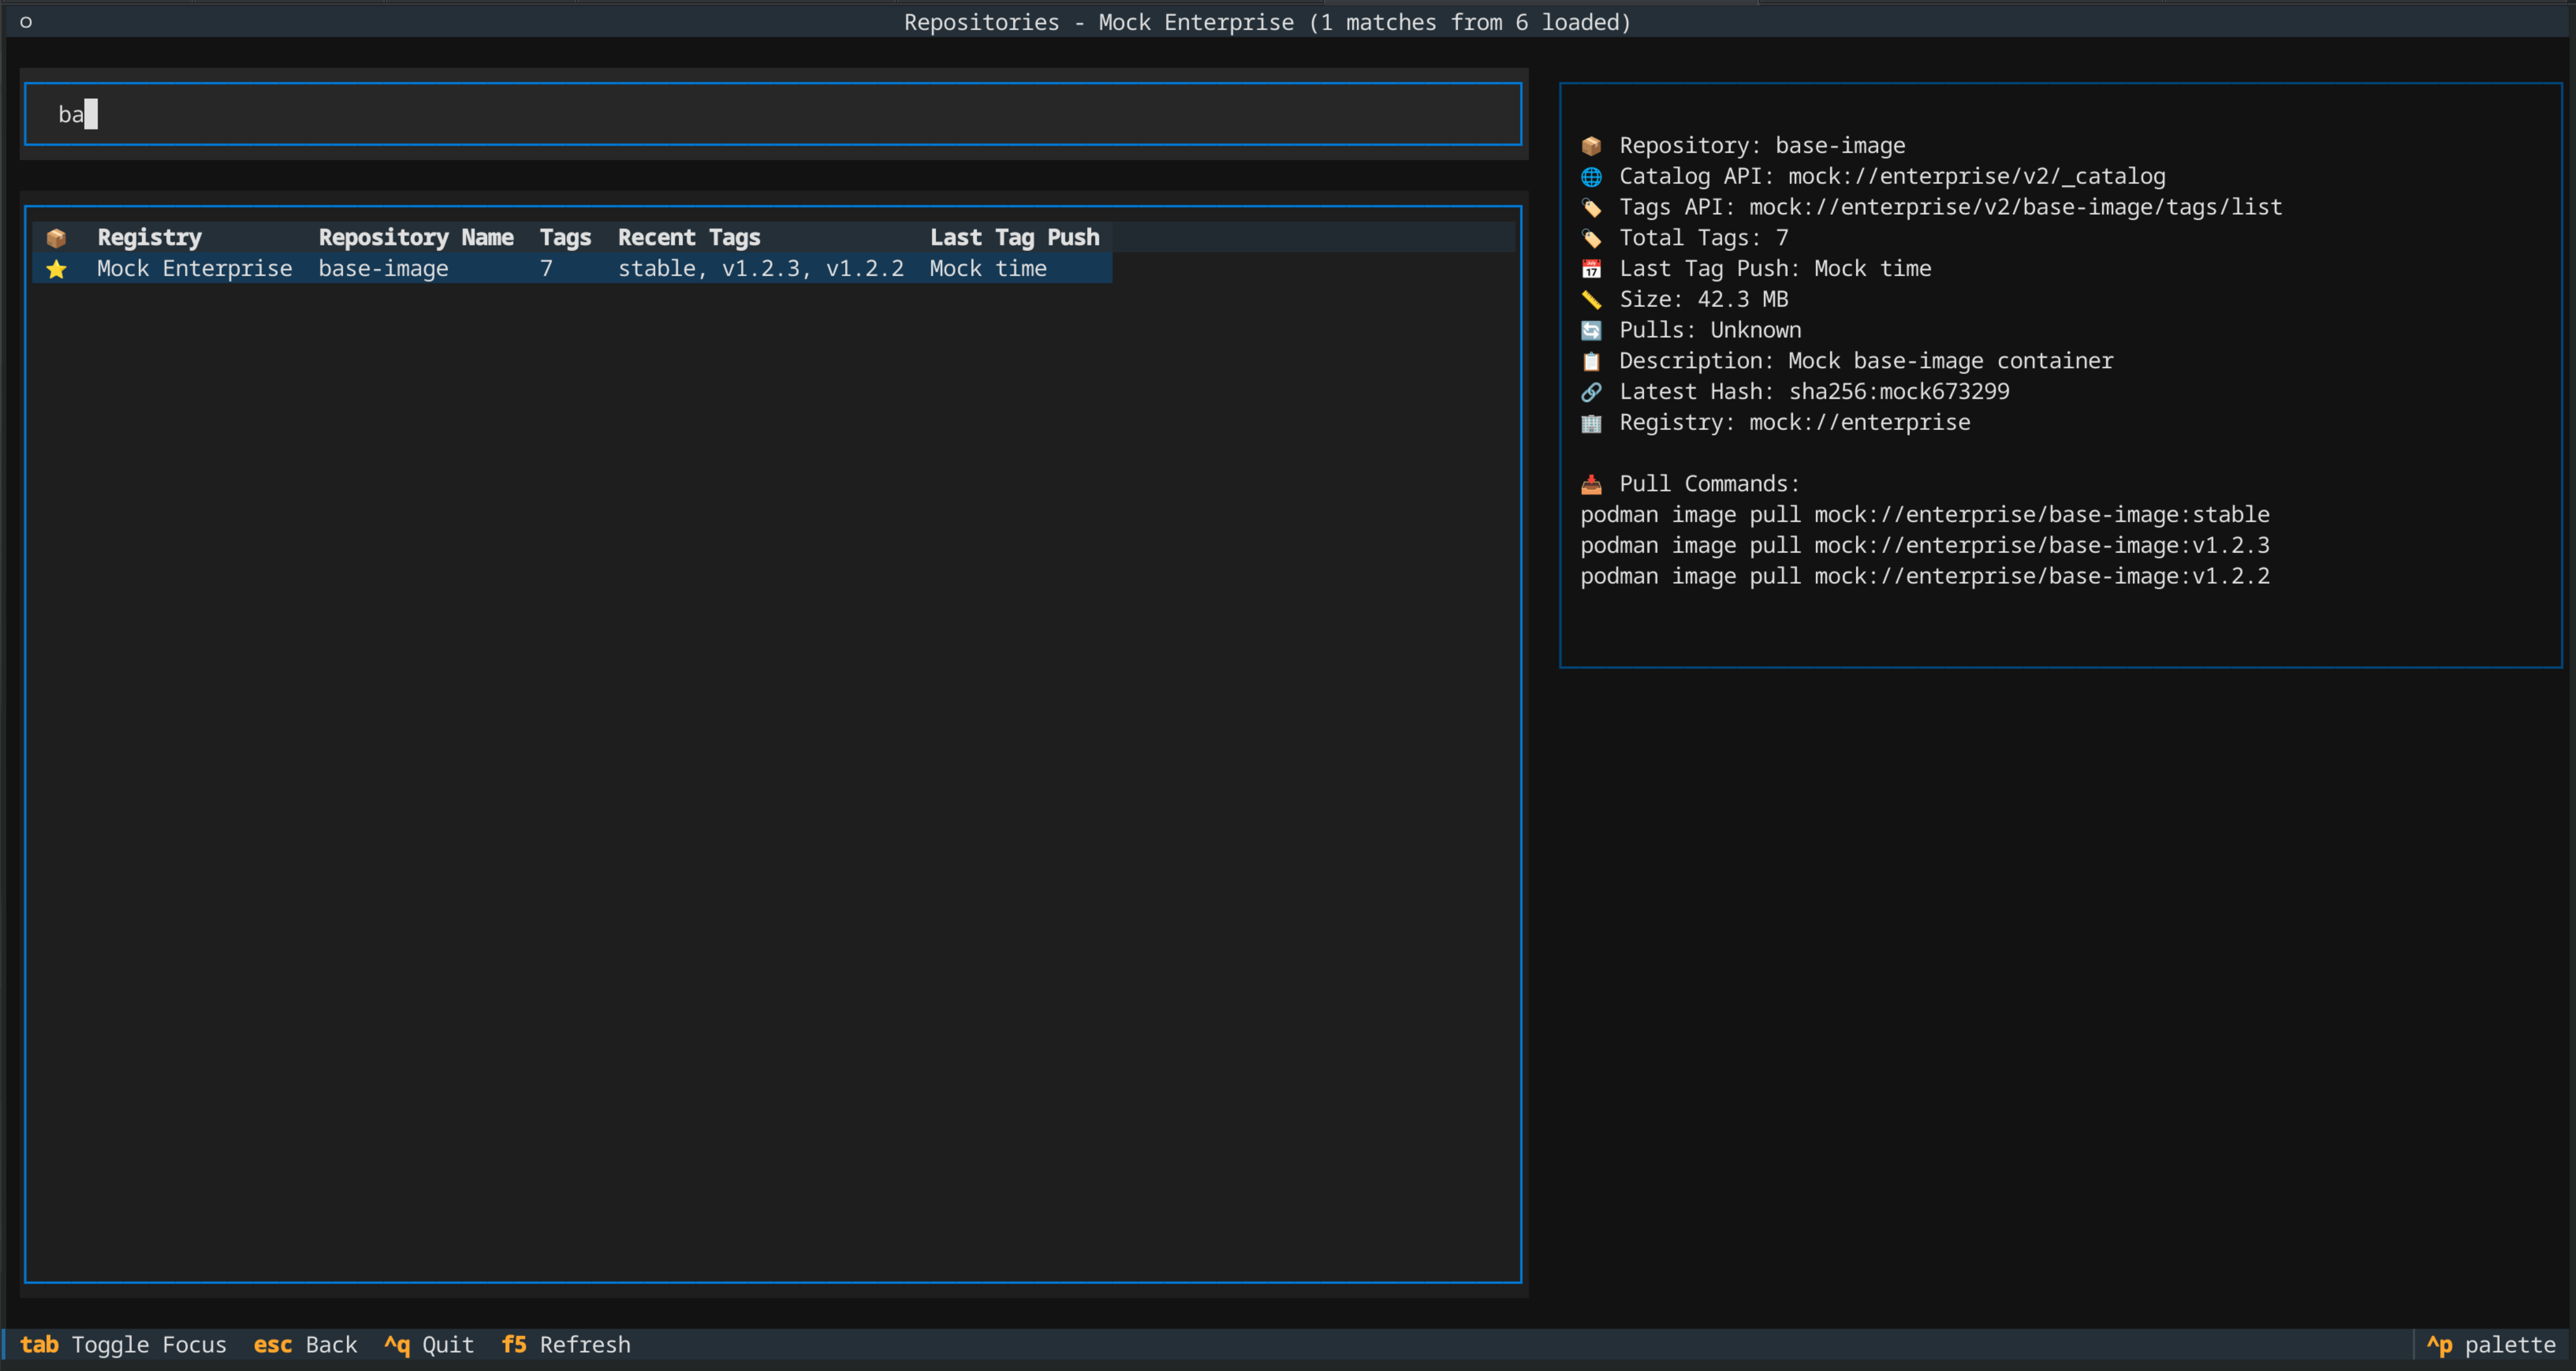 Repositories - Mock Enterprise (1 matches from 6 loaded)
ba
Registry Repository Name Tags Recent Tags Last Tag Push
Mock Enterprise base-image 7 stable, v1.2.3, v1.2.2 Mock time
Repository: base-image
Catalog API: mock://enterprise/v2/_catalog
Tags API: mock://enterprise/v2/base-image/tags/list
Total Tags: 7
Last Tag Push: Mock time
Size: 42.3 MB
Pulls: Unknown
Description: Mock base-image container
Latest Hash: sha256:mock673299
Registry: mock://enterprise
Pull Commands:
podman image pull mock://enterprise/base-image:stable
podman image pull mock://enterprise/base-image:v1.2.3
podman image pull mock://enterprise/base-image:v1.2.2
tab Toggle Focus esc Back ^q Quit f5 Refresh ^p palette